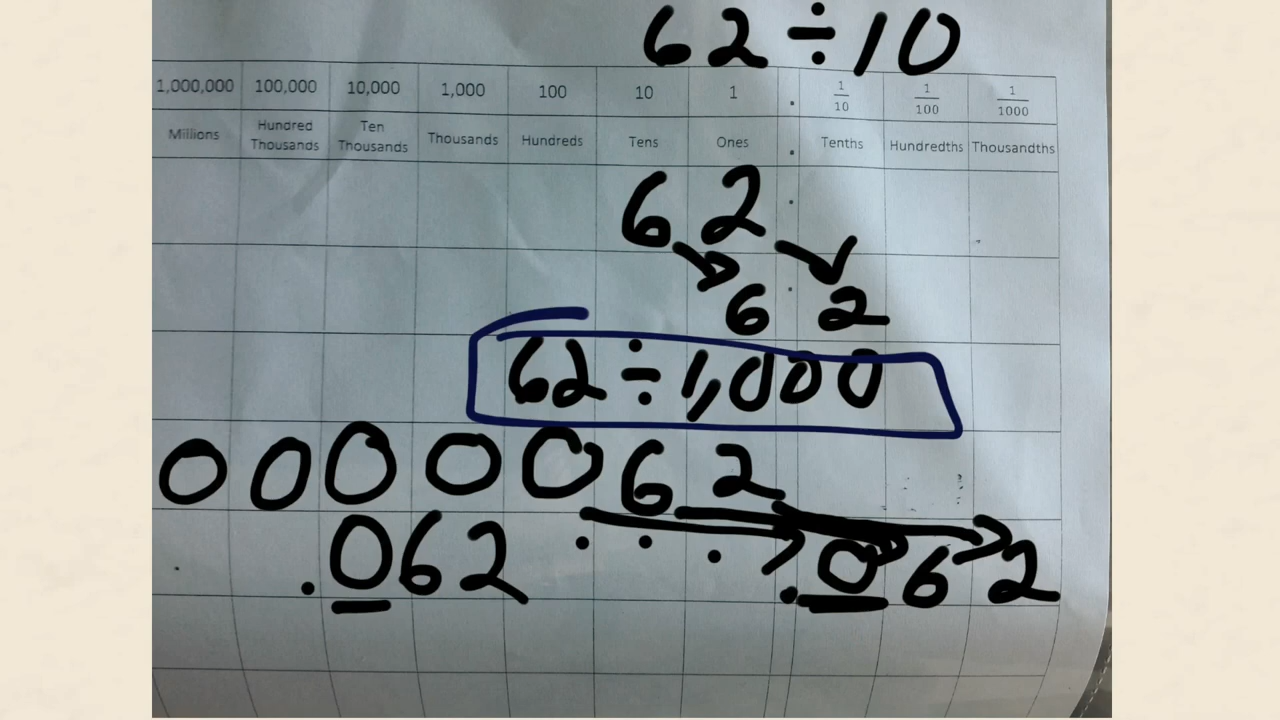 62÷10
1,000,000 100,000 10,000 1,000 100 10 1 . 1/10 1/100 1/1000
Millions Hundred Thousands Ten Thousands Thousands Hundreds Tens Ones . Tenths Hundredths Thousandths
6 2 .
6 . 2
62÷1,000
0 0 0 0 0 6 2
.062 . . . .062